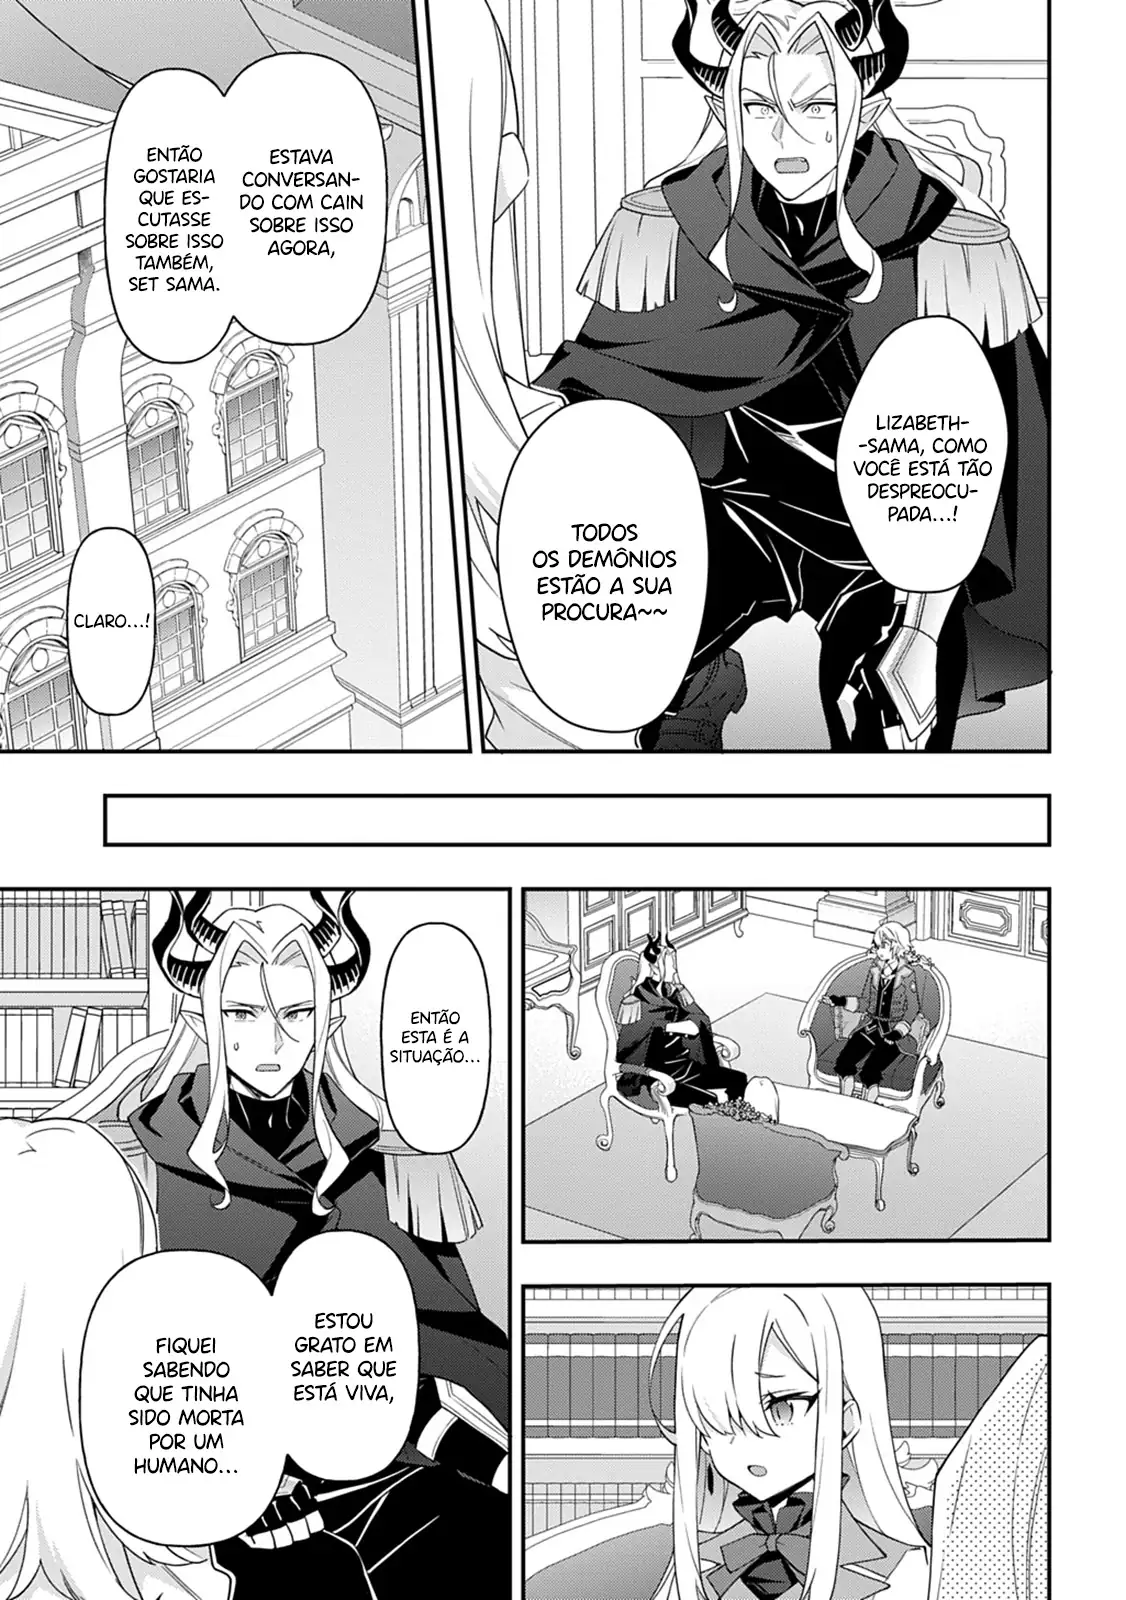 LIZABETH-
-SAMA, COMO
VOCÊ ESTÁ TÃO
DESPREOCU-
PADA...!
TODOS
OS DEMÔNIOS
ESTÃO A SUA
PROCURA~~
ESTAVA
CONVERSAN-
DO COM CAIN
SOBRE ISSO
AGORA,
ENTÃO
GOSTARIA
QUE ES-
CUTASSE
SOBRE ISSO
TAMBÉM,
SET SAMA.
CLARO...!
ENTÃO
ESTA É A
SITUAÇÃO...
ESTOU
GRATO EM
SABER QUE
ESTÁ VIVA,
FIQUEI
SABENDO
QUE TINHA
SIDO MORTA
POR UM
HUMANO...